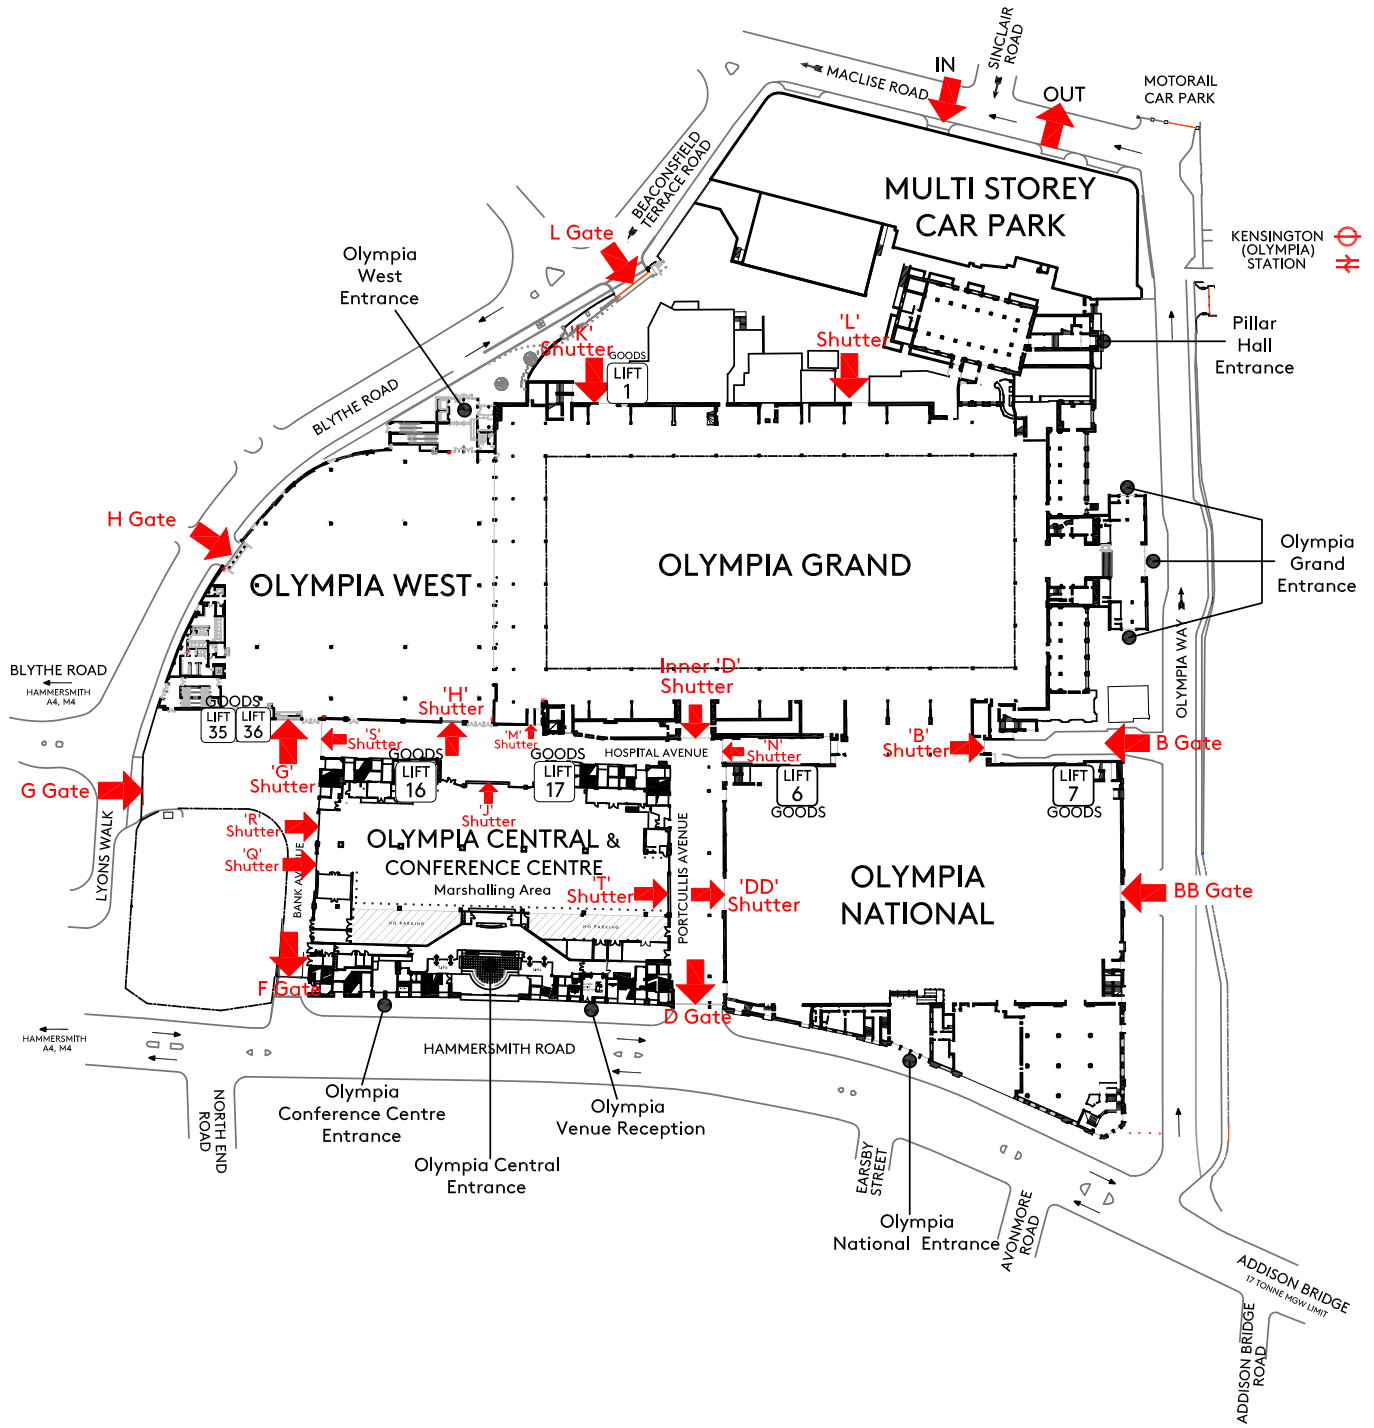 SINCLAIR
ROAD
IN
MACLISE ROAD
OUT
MOTORAIL
CAR PARK
BEACONSFIELD
TERRACE ROAD
MULTI STOREY
CAR PARK
L Gate
KENSINGTON
(OLYMPIA)
STATION
Olympia
West
Entrance
'K'
Shutter
GOODS
LIFT
1
'L'
Shutter
Pillar
Hall
Entrance
BLYTHE ROAD
H Gate
OLYMPIA WEST
OLYMPIA GRAND
Olympia
Grand
Entrance
OLYMPIA WAY
BLYTHE ROAD
HAMMERSMITH
A4, M4
GOODS
LIFT
35
LIFT
36
'H'
Shutter
Inner 'D'
Shutter
'S'
Shutter
'M'
Shutter
HOSPITAL AVENUE
'N'
Shutter
'B'
Shutter
B Gate
'G'
Shutter
GOODS
LIFT
16
GOODS
LIFT
17
LIFT
6
GOODS
LIFT
7
GOODS
G Gate
LYONS WALK
'R'
Shutter
'J'
Shutter
'Q'
Shutter
BANK AVENUE
OLYMPIA CENTRAL &
CONFERENCE CENTRE
Marshalling Area
'T'
Shutter
PORTCULLIS AVENUE
'DD'
Shutter
OLYMPIA
NATIONAL
BB Gate
NO PARKING
NO PARKING
F Gate
D Gate
HAMMERSMITH
A4, M4
HAMMERSMITH ROAD
NORTH END
ROAD
Olympia
Conference Centre
Entrance
Olympia
Venue Reception
Olympia Central
Entrance
EARSBY
STREET
Olympia
National Entrance
AVONMORE
ROAD
ADDISON BRIDGE
17 TONNE MGW LIMIT
ADDISON BRIDGE
ROAD